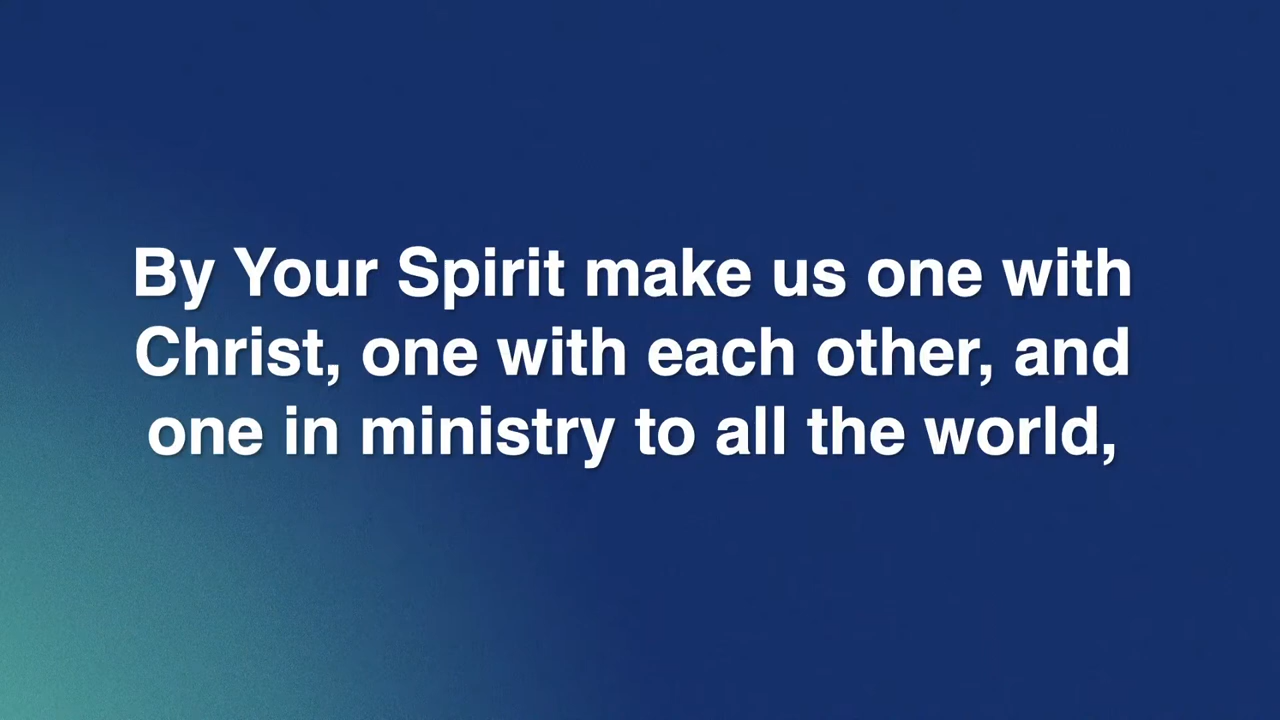 By Your Spirit make us one with
Christ, one with each other, and
one in ministry to all the world,